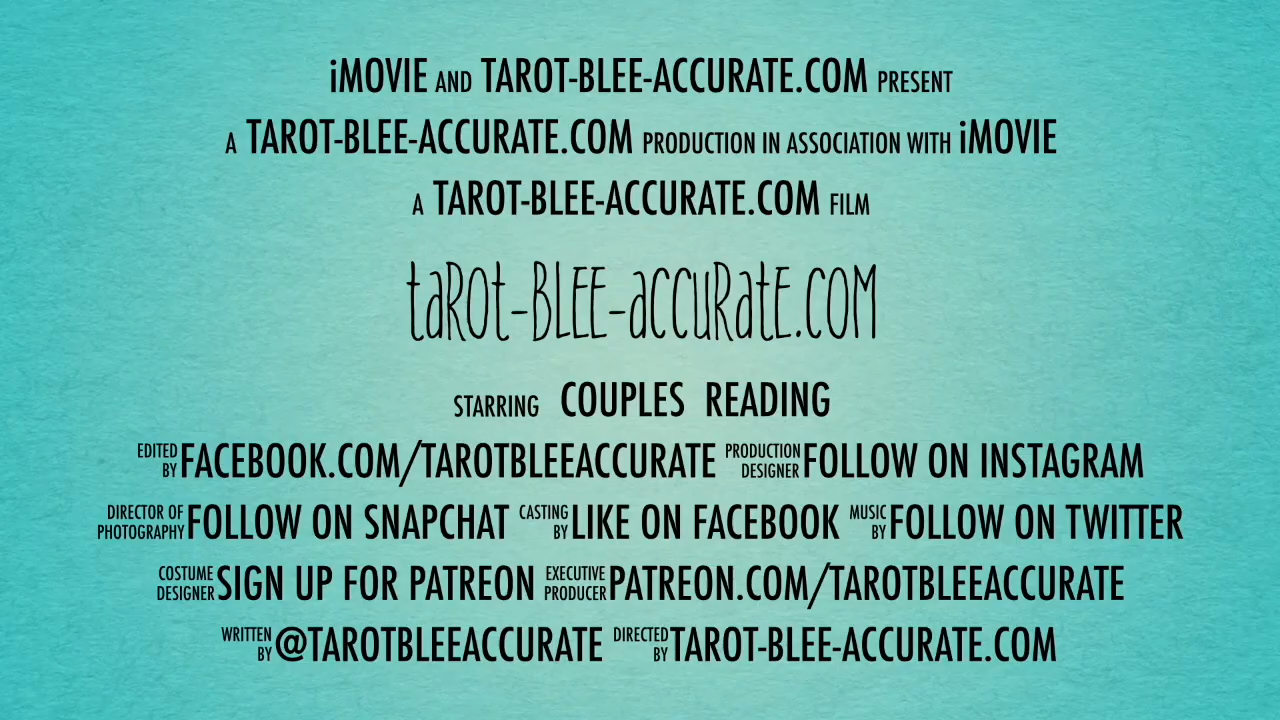 iMOVIE AND TAROT-BLEE-ACCURATE.COM PRESENT
A TAROT-BLEE-ACCURATE.COM PRODUCTION IN ASSOCIATION WITH iMOVIE
A TAROT-BLEE-ACCURATE.COM FILM
taRot-BLEE-accuRatE.coM
STARRING COUPLES READING
EDITED BY FACEBOOK.COM/TAROTBLEEACCURATE PRODUCTION DESIGNER FOLLOW ON INSTAGRAM
DIRECTOR OF PHOTOGRAPHY FOLLOW ON SNAPCHAT CASTING BY LIKE ON FACEBOOK MUSIC BY FOLLOW ON TWITTER
COSTUME DESIGNER SIGN UP FOR PATREON EXECUTIVE PRODUCER PATREON.COM/TAROTBLEEACCURATE
WRITTEN BY @TAROTBLEEACCURATE DIRECTED BY TAROT-BLEE-ACCURATE.COM